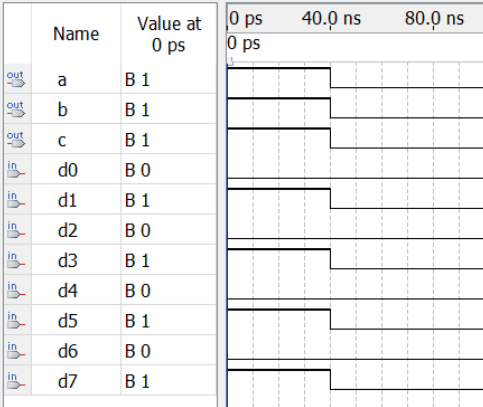 Name Value at 0 ps 0 ps 40.0 ns 80.0 ns
0 ps
out a B 1
out b B 1
out c B 1
in d0 B 0
in d1 B 1
in d2 B 0
in d3 B 1
in d4 B 0
in d5 B 1
in d6 B 0
in d7 B 1